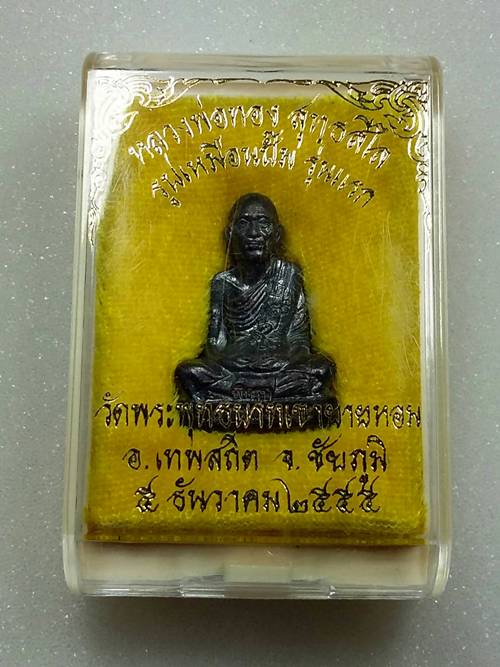 หลวงพ่อทอง สุทธสีโล
รูปเหมือนปั๊ม รุ่นแรก
วัดพระพุทธบาทเขายายหอม
อ.เทพสถิต จ.ชัยภูมิ
๕ ธันวาคม ๒๕๕๕